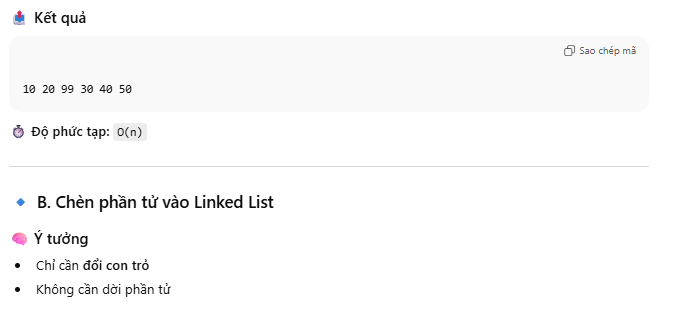 Kết quả
Sao chép mã
10 20 99 30 40 50
Độ phức tạp: O(n)
B. Chèn phần tử vào Linked List
Ý tưởng
• Chỉ cần đổi con trỏ
• Không cần dời phần tử